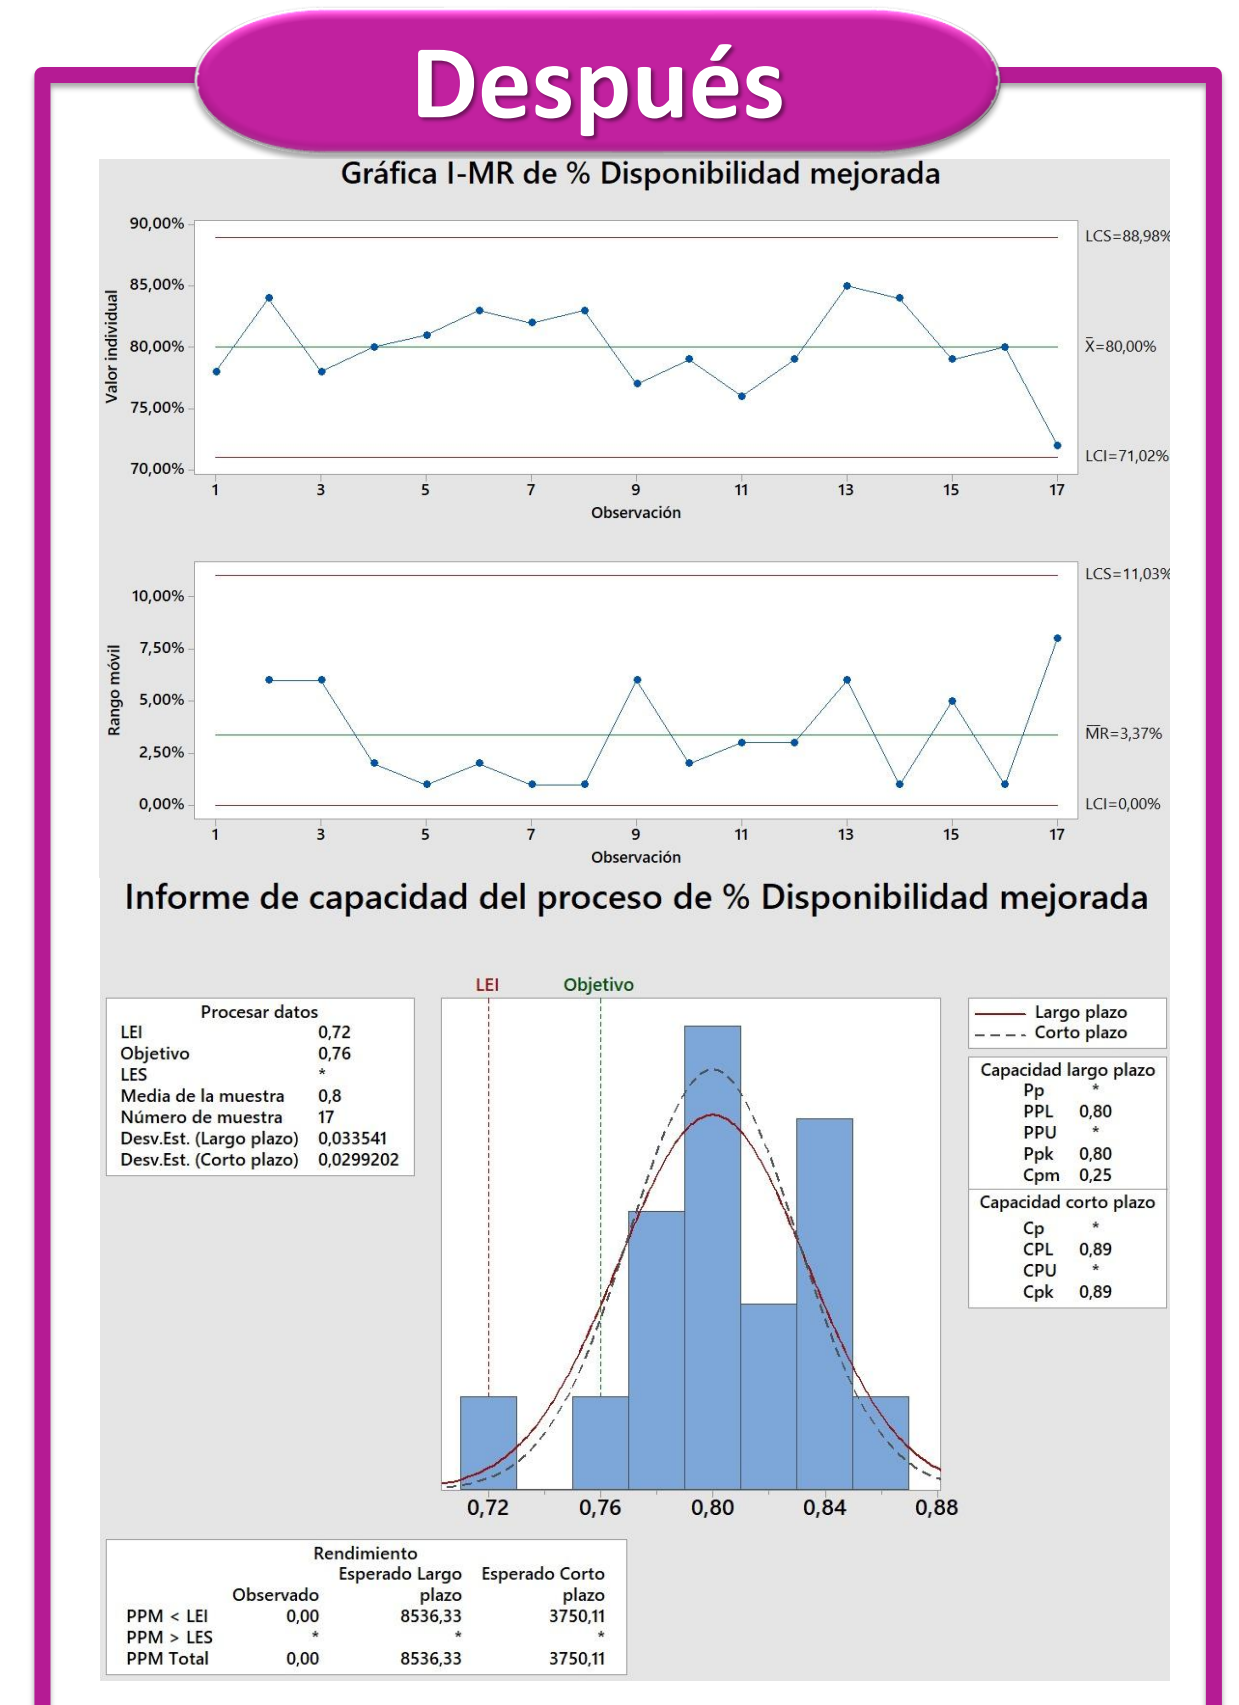 Después
Gráfica I-MR de % Disponibilidad mejorada
90,00%
85,00%
80,00%
75,00%
70,00%
Valor individual
LCS=88,98%
X̄=80,00%
LCI=71,02%
1 3 5 7 9 11 13 15 17
Observación
10,00%
7,50%
5,00%
2,50%
0,00%
Rango móvil
LCS=11,03%
M̅R̅=3,37%
LCI=0,00%
1 3 5 7 9 11 13 15 17
Observación
Informe de capacidad del proceso de % Disponibilidad mejorada
LEI Objetivo
Procesar datos
LEI 0,72
Objetivo 0,76
LES *
Media de la muestra 0,8
Número de muestra 17
Desv.Est. (Largo plazo) 0,033541
Desv.Est. (Corto plazo) 0,0299202
Largo plazo
Corto plazo
Capacidad largo plazo
Pp *
PPL 0,80
PPU *
Ppk 0,80
Cpm 0,25
Capacidad corto plazo
Cp *
CPL 0,89
CPU *
Cpk 0,89
0,72 0,76 0,80 0,84 0,88
Rendimiento
Esperado Largo Esperado Corto
Observado plazo plazo
PPM < LEI 0,00 8536,33 3750,11
PPM > LES * * *
PPM Total 0,00 8536,33 3750,11